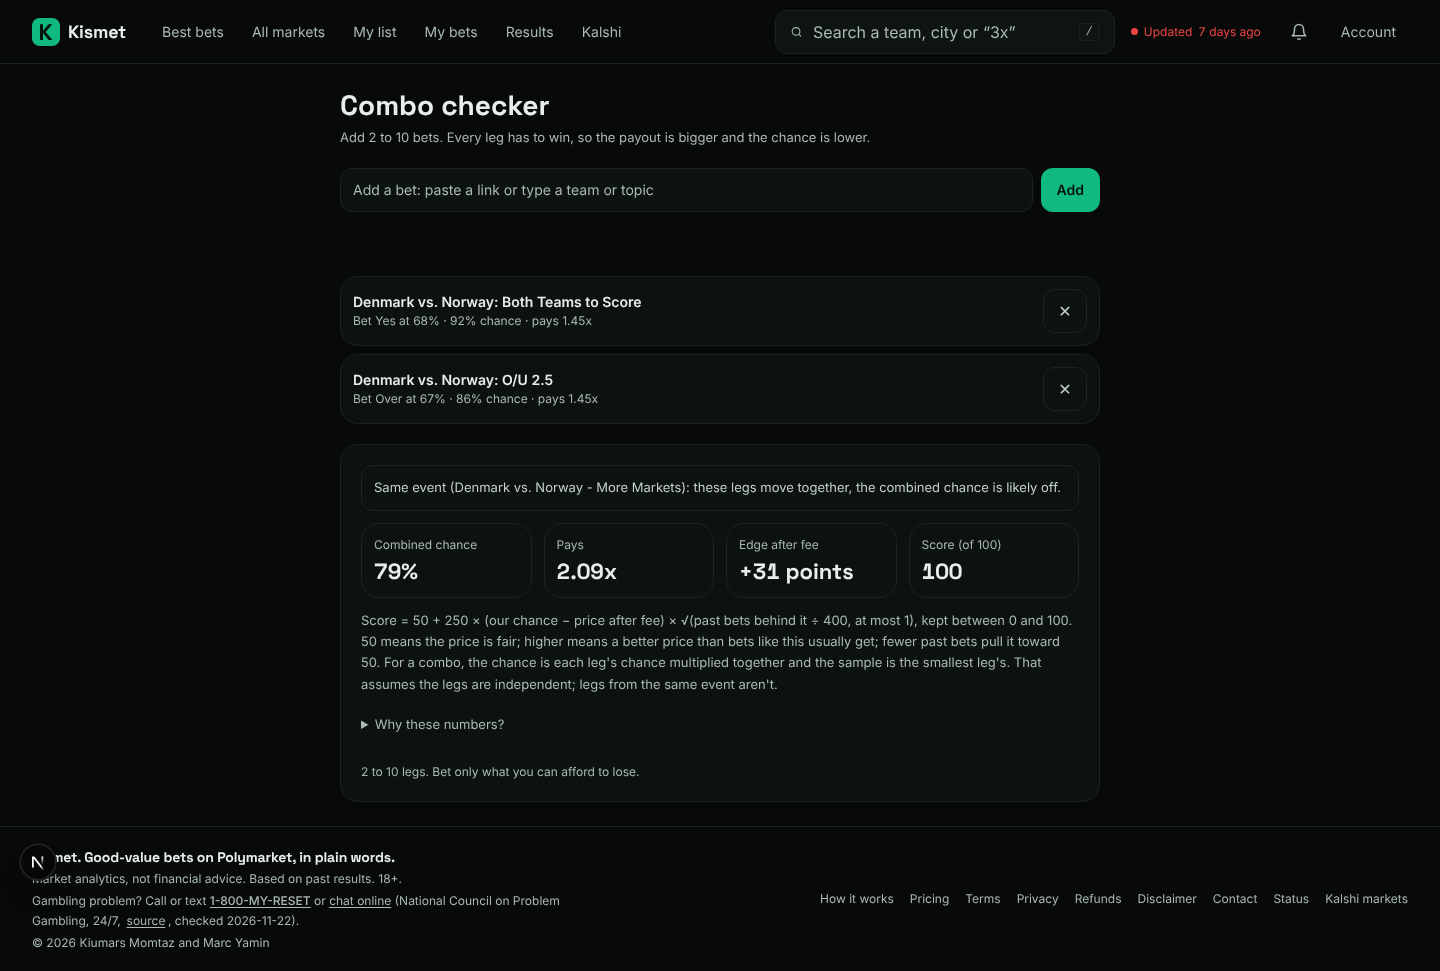 Kismet
Best bets
All markets
My list
My bets
Results
Kalshi
Search a team, city or “3x”
/
Updated 7 days ago
Account
Combo checker
Add 2 to 10 bets. Every leg has to win, so the payout is bigger and the chance is lower.
Add a bet: paste a link or type a team or topic
Add
Denmark vs. Norway: Both Teams to Score
Bet Yes at 68% · 92% chance · pays 1.45x
✕
Denmark vs. Norway: O/U 2.5
Bet Over at 67% · 86% chance · pays 1.45x
✕
Same event (Denmark vs. Norway - More Markets): these legs move together, the combined chance is likely off.
Combined chance
79%
Pays
2.09x
Edge after fee
+31 points
Score (of 100)
100
Score = 50 + 250 × (our chance − price after fee) × √(past bets behind it ÷ 400, at most 1), kept between 0 and 100.
50 means the price is fair; higher means a better price than bets like this usually get; fewer past bets pull it toward
50. For a combo, the chance is each leg's chance multiplied together and the sample is the smallest leg's. That
assumes the legs are independent; legs from the same event aren't.
Why these numbers?
2 to 10 legs. Bet only what you can afford to lose.
met. Good-value bets on Polymarket, in plain words.
Market analytics, not financial advice. Based on past results. 18+.
Gambling problem? Call or text 1-800-MY-RESET or chat online (National Council on Problem
Gambling, 24/7, source , checked 2026-11-22).
© 2026 Kiumars Momtaz and Marc Yamin
How it works
Pricing
Terms
Privacy
Refunds
Disclaimer
Contact
Status
Kalshi markets